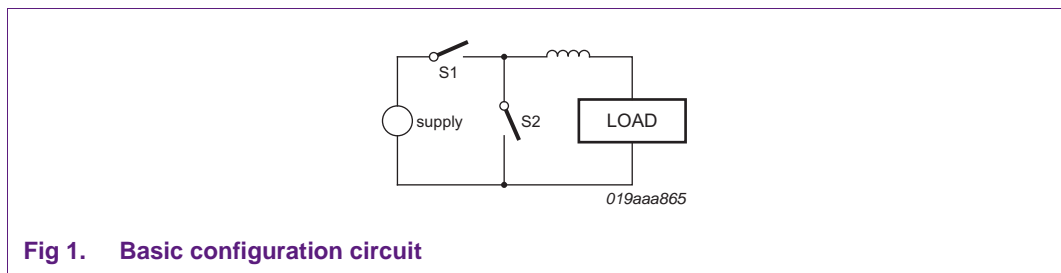 S1
supply
S2
LOAD
019aaa865
Fig 1. Basic configuration circuit